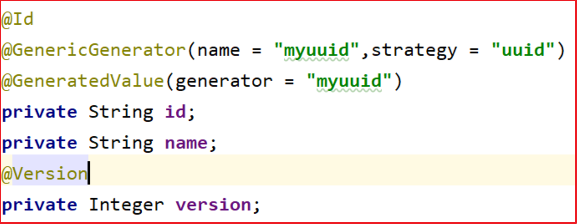 @Id
@GenericGenerator(name = "myuuid",strategy = "uuid")
@GeneratedValue(generator = "myuuid")
private String id;
private String name;
@Version
private Integer version;